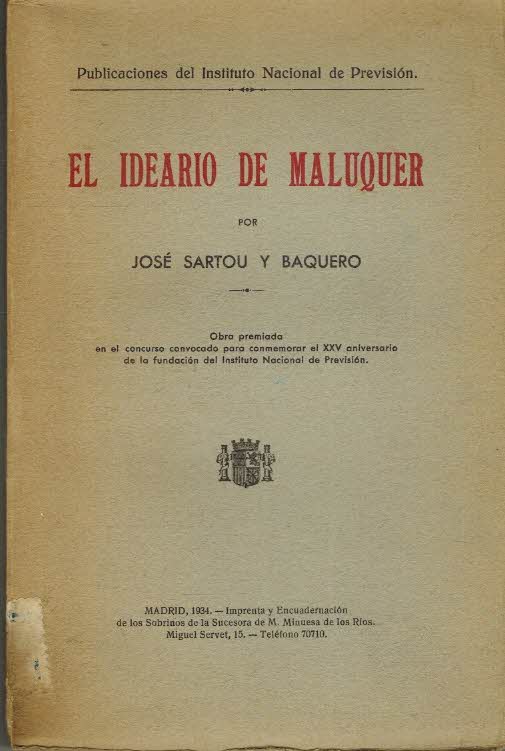 Publicaciones del Instituto Nacional de Previsión.
EL IDEARIO DE MALUQUER
POR
JOSÉ SARTOU Y BAQUERO
Obra premiada
en el concurso convocado para conmemorar el XXV aniversario
de la fundación del Instituto Nacional de Previsión.
MADRID, 1934. — Imprenta y Encuadernación
de los Sobrinos de la Sucesora de M. Minuesa de los Ríos.
Miguel Servet, 15. — Teléfono 70710.